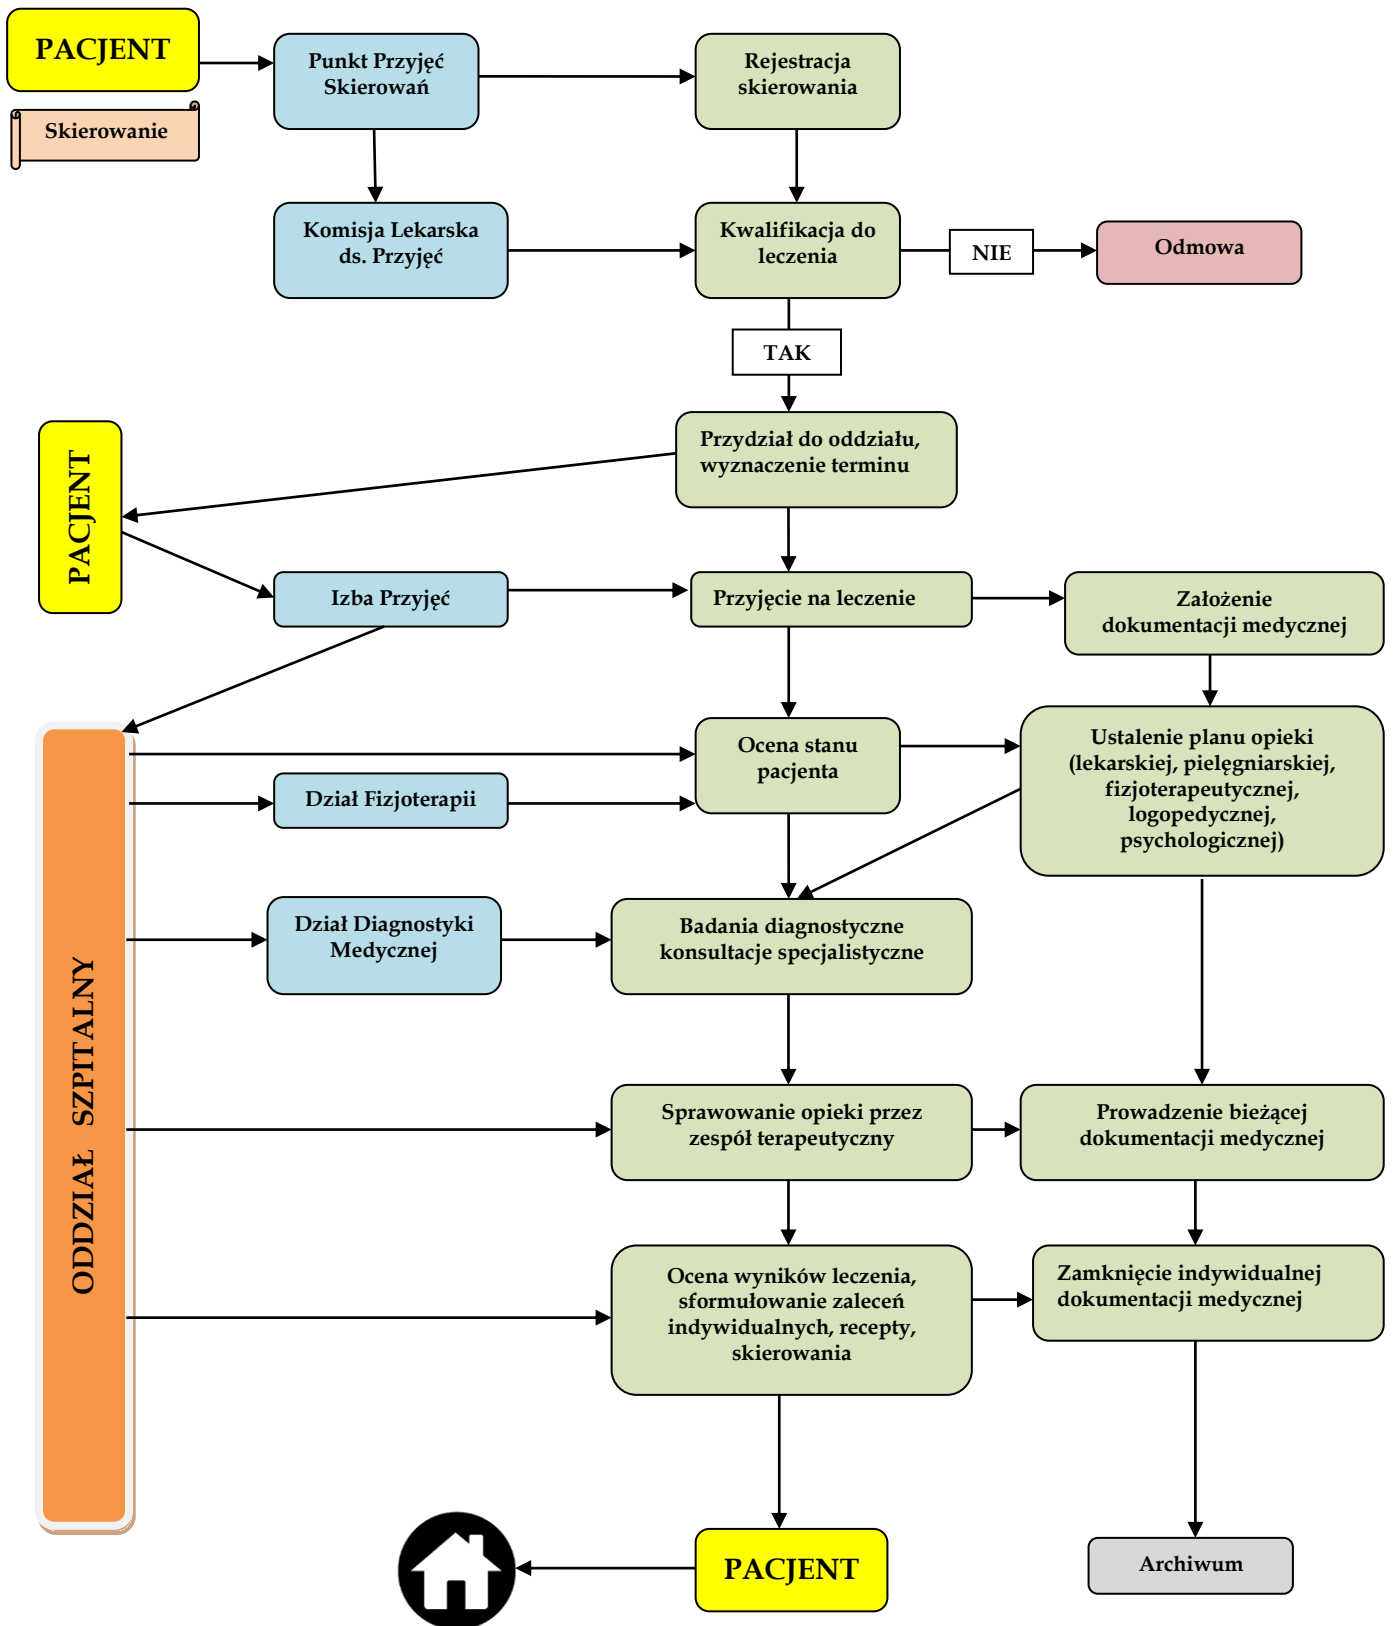 PACJENT
Skierowanie
Punkt Przyjęć
Skierowań
Rejestracja
skierowania
Komisja Lekarska
ds. Przyjęć
Kwalifikacja do
leczenia
NIE
Odmowa
TAK
Przydział do oddziału,
wyznaczenie terminu
PACJENT
Izba Przyjęć
Przyjęcie na leczenie
Założenie
dokumentacji medycznej
Ocena stanu
pacjenta
Ustalenie planu opieki
(lekarskiej, pielęgniarskiej,
fizjoterapeutycznej,
logopedycznej,
psychologicznej)
Dział Fizjoterapii
Dział Diagnostyki
Medycznej
Badania diagnostyczne
konsultacje specjalistyczne
ODDZIAŁ SZPITALNY
Sprawowanie opieki przez
zespół terapeutyczny
Prowadzenie bieżącej
dokumentacji medycznej
Ocena wyników leczenia,
sformułowanie zaleceń
indywidualnych, recepty,
skierowania
Zamknięcie indywidualnej
dokumentacji medycznej
PACJENT
Archiwum